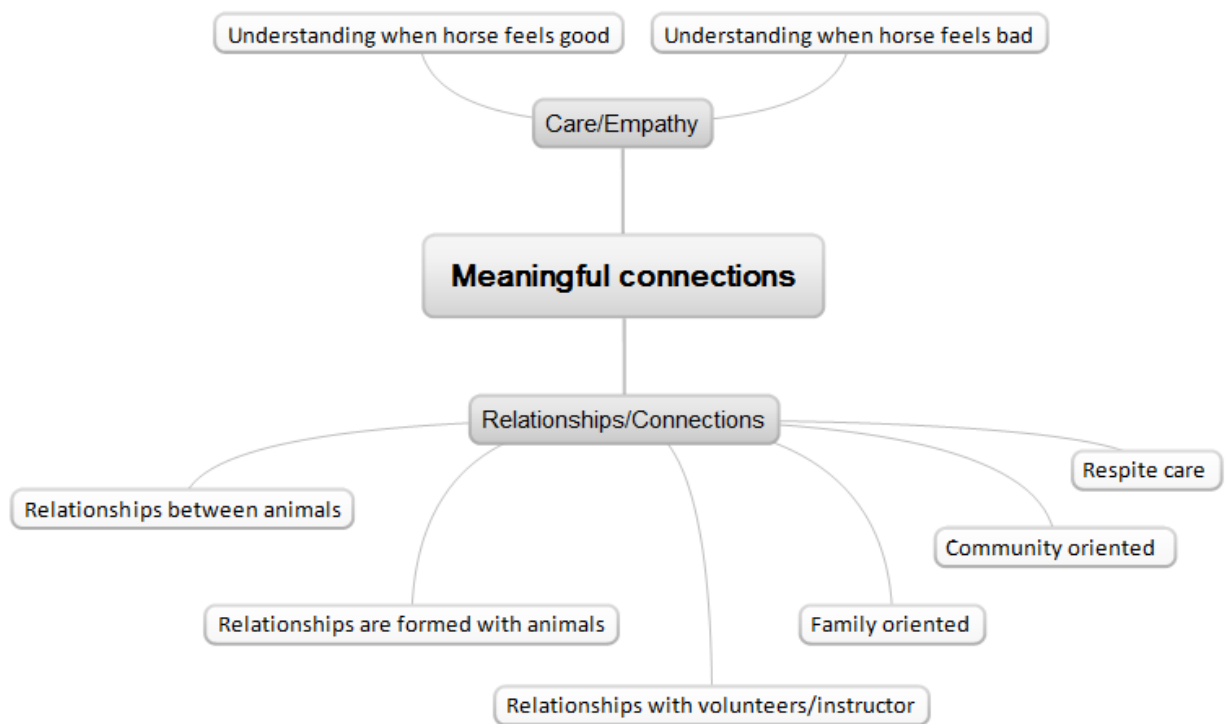 Understanding when horse feels good
Understanding when horse feels bad
Care/Empathy
Meaningful connections
Relationships/Connections
Respite care
Relationships between animals
Community oriented
Relationships are formed with animals
Family oriented
Relationships with volunteers/instructor